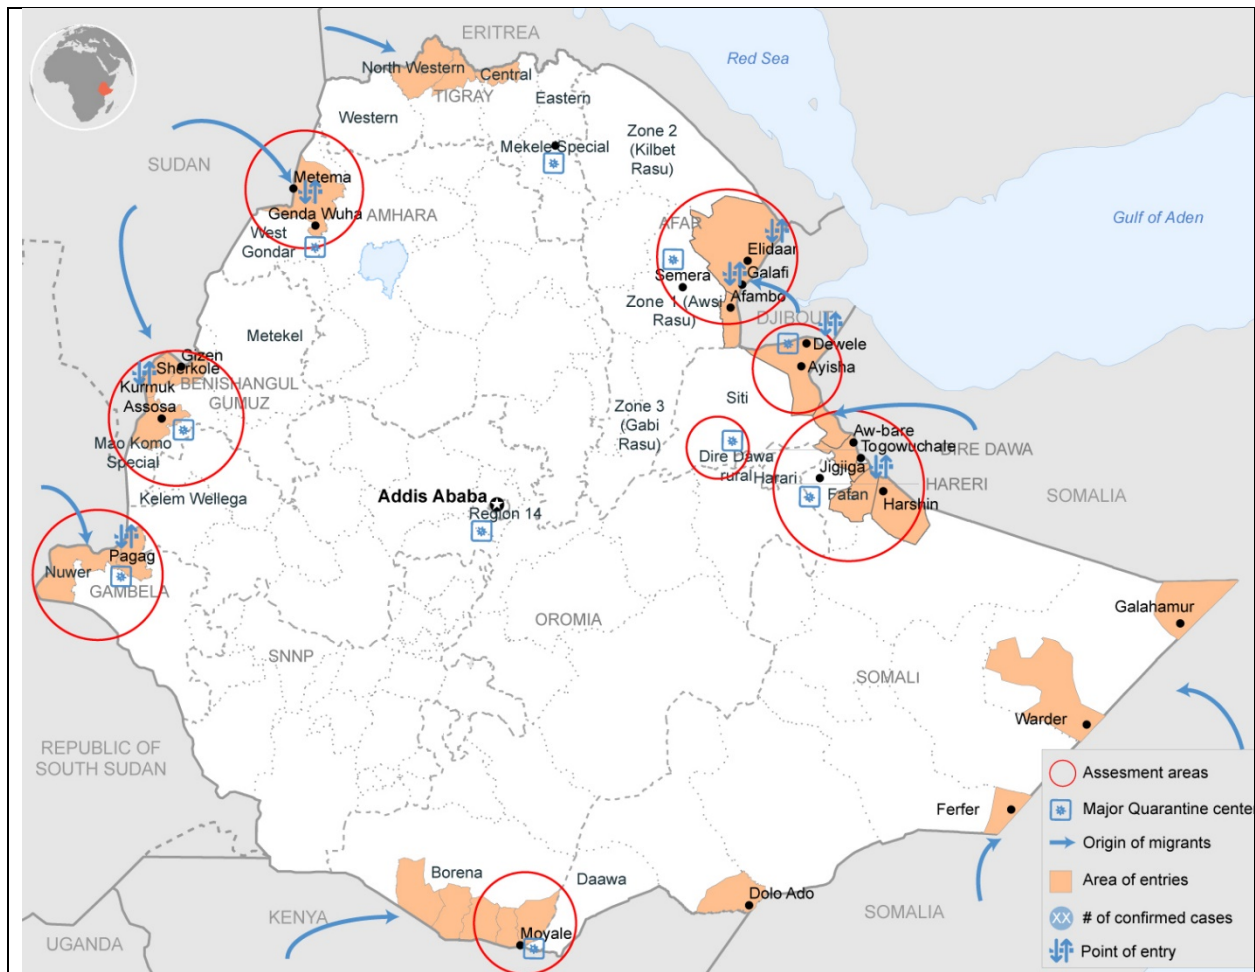 ERITREA
Red Sea
North Western
Central
TIGRAY
Eastern
Western
Zone 2
(Kilbet
Rasu)
Mekele Special
SUDAN
Metema
Genda Wuha
AMHARA
West
Gondar
AFAR
Gulf of Aden
Elidaar
Semera
Galafi
Zone 1 (Awsi
Rasu)
Afambo
DJIBOUTI
Metekel
Dewele
Ayisha
Gizen
Sherkole
Kurmuk
BENISHANGUL
GUMUZ
Assosa
Siti
Zone 3
(Gabi
Rasu)
Mao Komo
Special
Aw-bare
Togowuchale
DIRE DAWA
Dire Dawa
rural
Harari
Jigjiga
HARERI
Fafan
Harshin
SOMALIA
Kelem Wellega
Addis Ababa
Region 14
Pagag
Nuwer
GAMBELA
Galahamur
OROMIA
SNNP
SOMALI
Warder
REPUBLIC OF
SOUTH SUDAN
Ferfer
Borena
Daawa
Dolo Ado
KENYA
Moyale
SOMALIA
UGANDA
Assesment areas
Major Quarantine center
Origin of migrants
Area of entries
XX # of confirmed cases
Point of entry